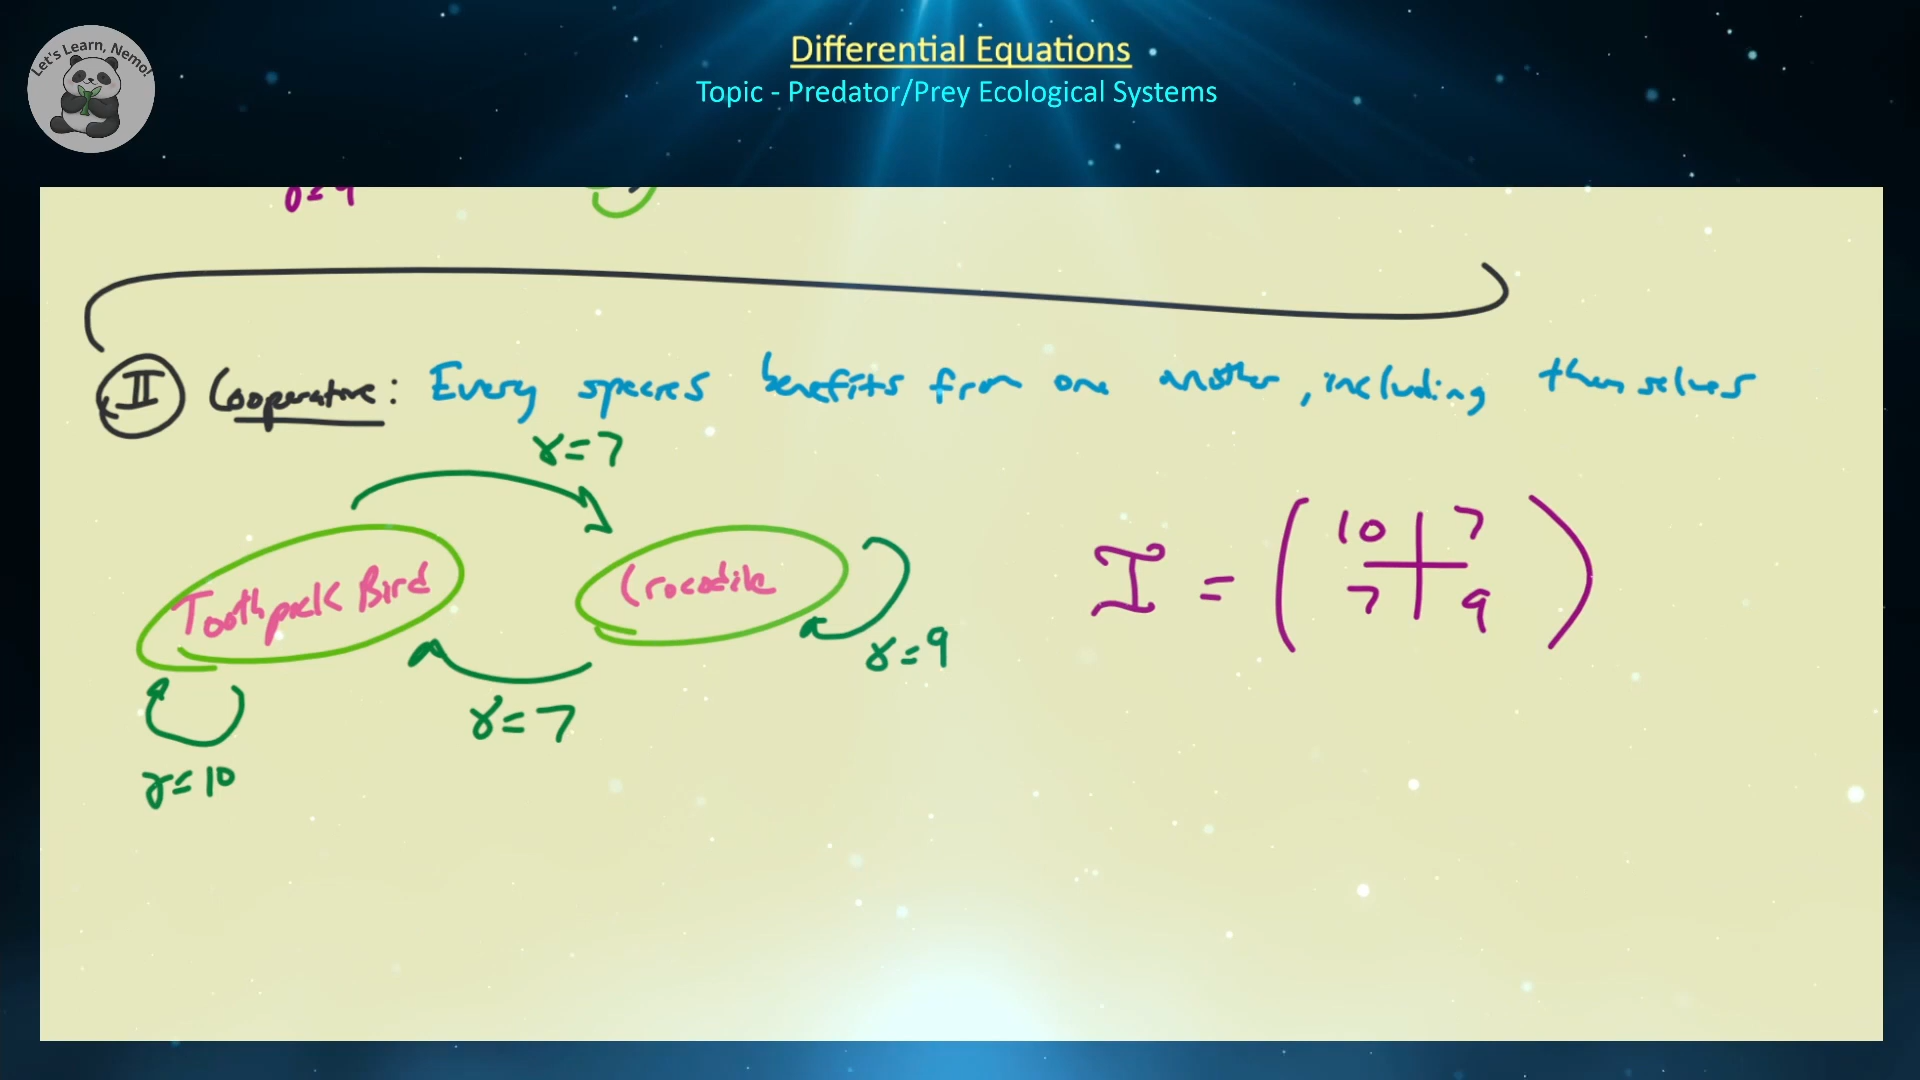 Let's Learn, Nemo!
Differential Equations
Topic - Predator/Prey Ecological Systems
γ=9
II Cooperative: Every species benefits from one another, including themselves
γ=7
Toothpick Bird
Crocodile
γ=9
γ=7
γ=10
I = ( 10 7
7 9 )